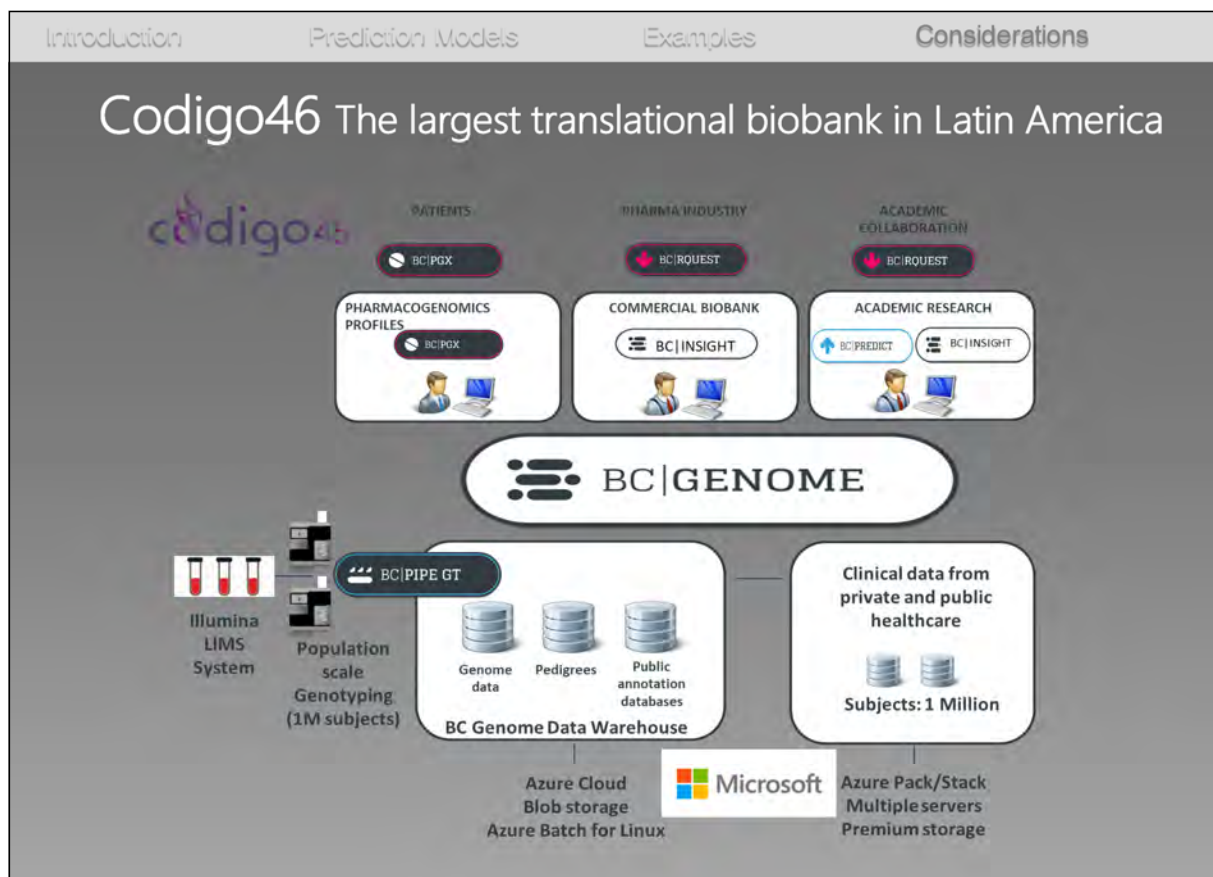 Introduction
Prediction Models
Examples
Considerations
Codigo46 The largest translational biobank in Latin America
codigo46
PATIENTS
PHARMA INDUSTRY
ACADEMIC
COLLABORATION
BC|PGX
BC|RQUEST
BC|RQUEST
PHARMACOGENOMICS
PROFILES
BC|PGX
COMMERCIAL BIOBANK
BC|INSIGHT
ACADEMIC RESEARCH
BC|PREDICT
BC|INSIGHT
BC|GENOME
Illumina
LIMS
System
Population
scale
Genotyping
(1M subjects)
BC|PIPE GT
Genome
data
Pedigrees
Public
annotation
databases
BC Genome Data Warehouse
Clinical data from
private and public
healthcare
Subjects: 1 Million
Azure Cloud
Blob storage
Azure Batch for Linux
Microsoft
Azure Pack/Stack
Multiple servers
Premium storage